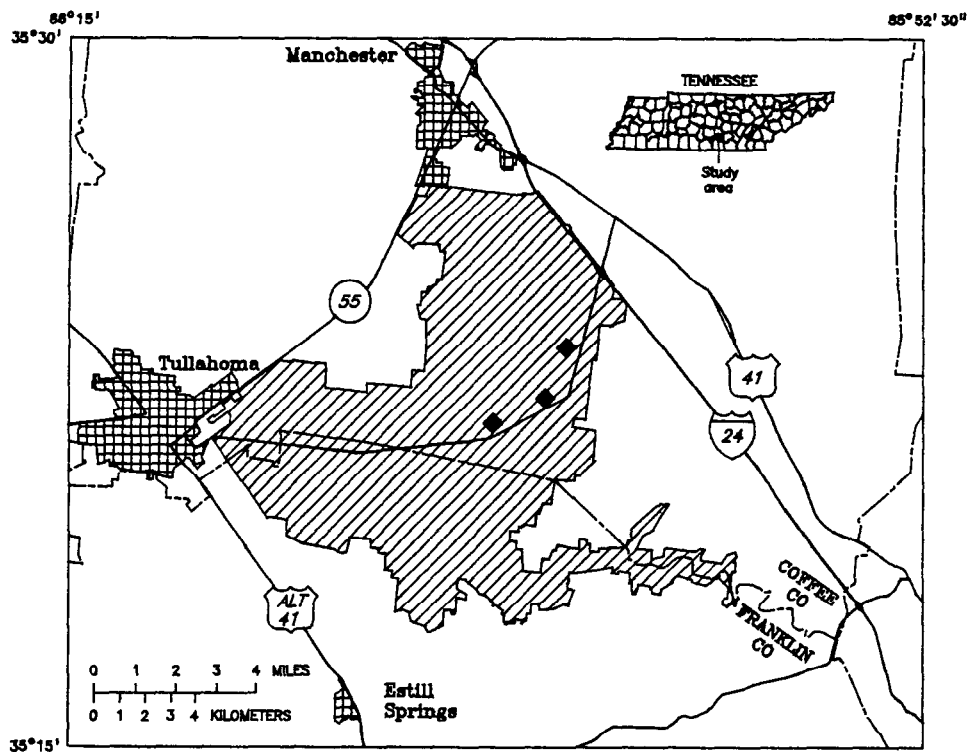 86°15'
85°52'30"
35°30'
Manchester
TENNESSEE
Study
area
55
Tullahoma
41
24
COFFEE
CO
FRANKLIN
CO
ALT
41
0 1 2 3 4 MILES
0 1 2 3 4 KILOMETERS
Estill
Springs
35°15'